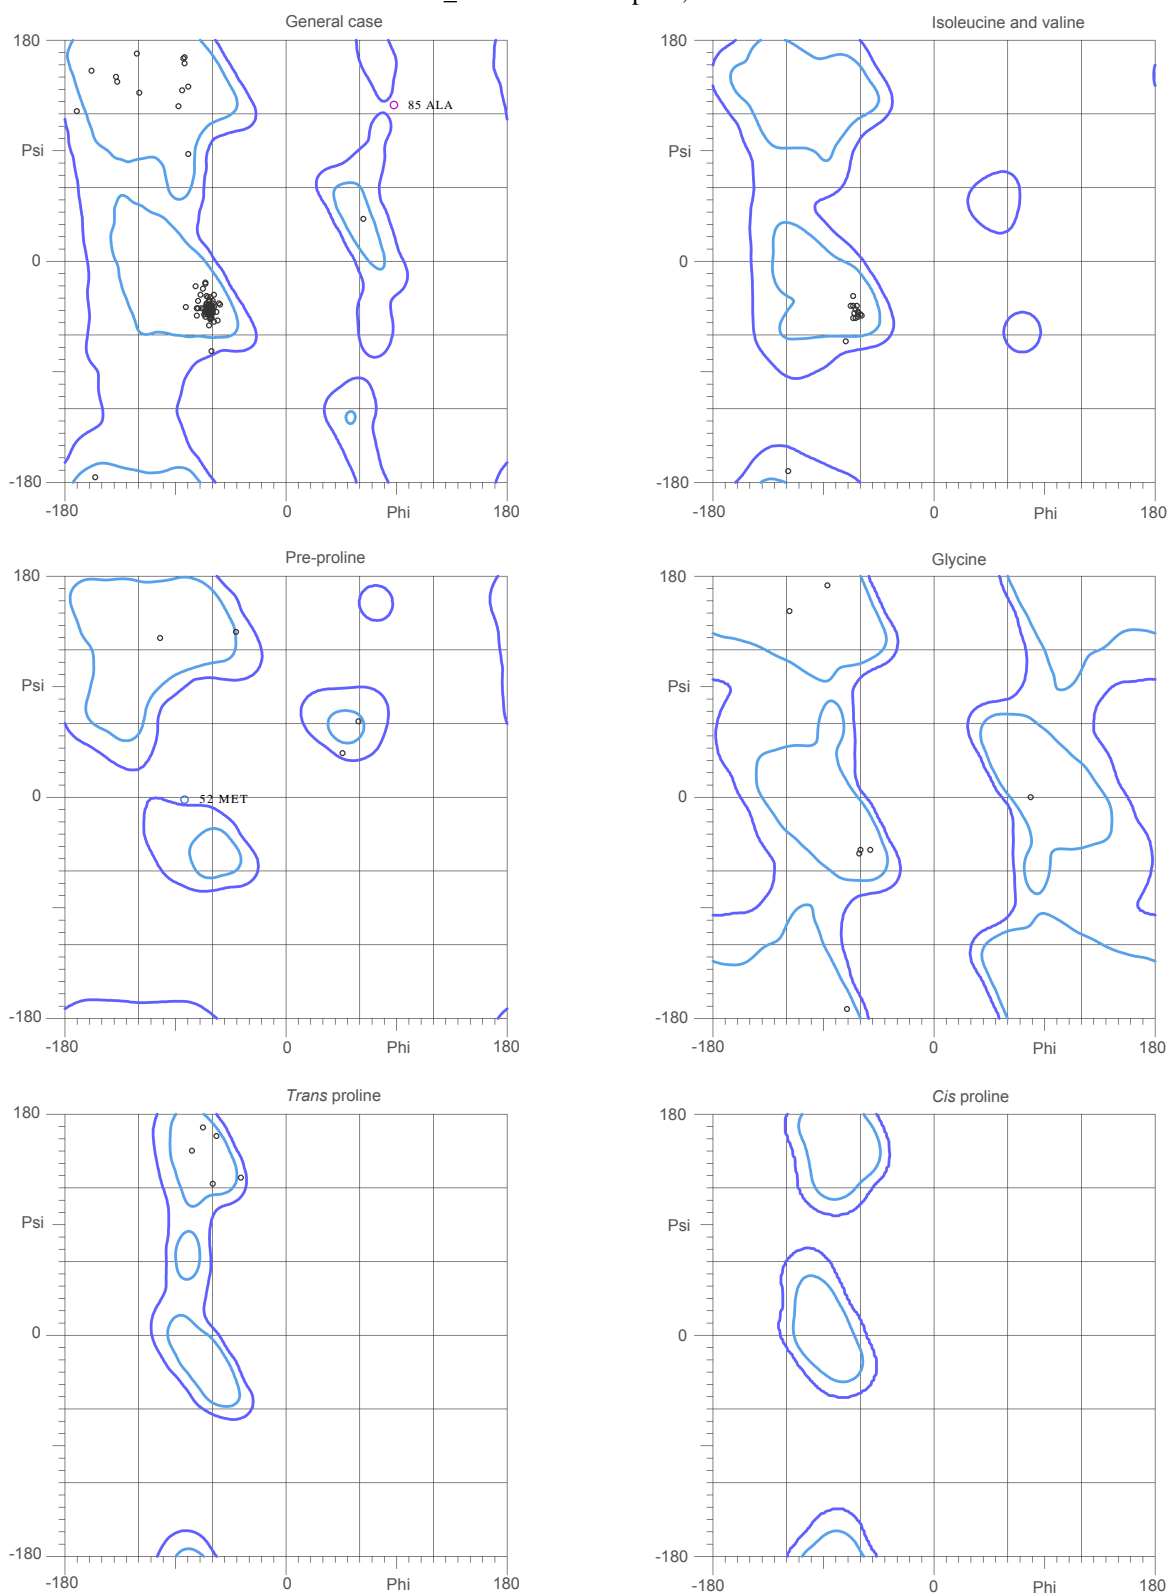 General case
Isoleucine and valine
180
85 ALA
Psi
0
-180
-180
0
Phi
180
180
Psi
0
-180
-180
0
Phi
180
Pre-proline
Glycine
180
Psi
0
52 MET
-180
-180
0
Phi
180
180
Psi
0
-180
-180
0
Phi
180
Trans proline
Cis proline
180
Psi
0
-180
-180
0
Phi
180
180
Psi
0
-180
-180
0
Phi
180